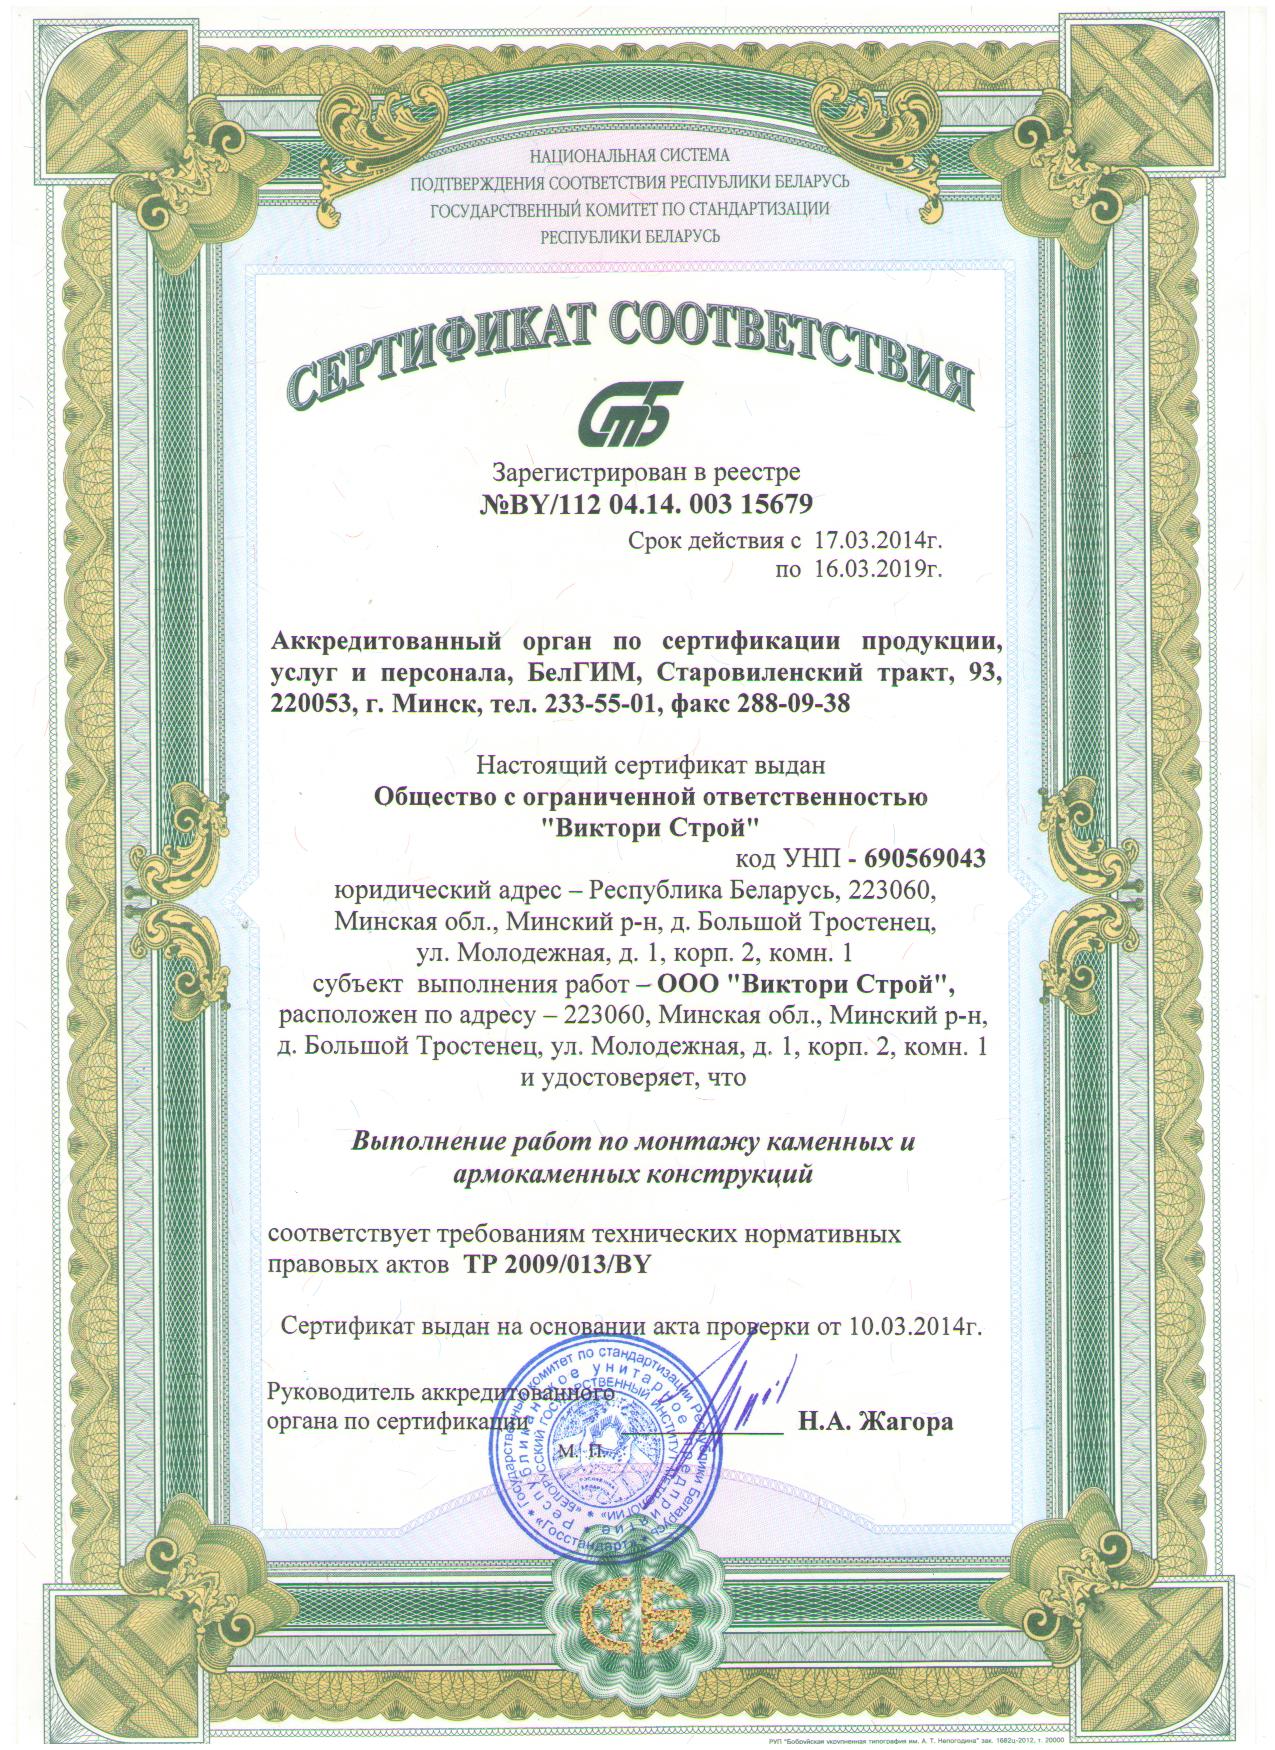 НАЦИОНАЛЬНАЯ СИСТЕМА
ПОДТВЕРЖДЕНИЯ СООТВЕТСТВИЯ РЕСПУБЛИКИ БЕЛАРУСЬ
ГОСУДАРСТВЕННЫЙ КОМИТЕТ ПО СТАНДАРТИЗАЦИИ
РЕСПУБЛИКИ БЕЛАРУСЬ
СЕРТИФИКАТ СООТВЕТСТВИЯ
СТБ
Зарегистрирован в реестре
№BY/112 04.14. 003 15679
Срок действия с 17.03.2014г.
по 16.03.2019г.
Аккредитованный орган по сертификации продукции,
услуг и персонала, БелГИМ, Старовиленский тракт, 93,
220053, г. Минск, тел. 233-55-01, факс 288-09-38
Настоящий сертификат выдан
Общество с ограниченной ответственностью
"Виктори Строй"
код УНП - 690569043
юридический адрес – Республика Беларусь, 223060,
Минская обл., Минский р-н, д. Большой Тростенец,
ул. Молодежная, д. 1, корп. 2, комн. 1
субъект выполнения работ – ООО "Виктори Строй",
расположен по адресу – 223060, Минская обл., Минский р-н,
д. Большой Тростенец, ул. Молодежная, д. 1, корп. 2, комн. 1
и удостоверяет, что
Выполнение работ по монтажу каменных и
армокаменных конструкций
соответствует требованиям технических нормативных
правовых актов ТР 2009/013/BY
Сертификат выдан на основании акта проверки от 10.03.2014г.
Руководитель аккредитованного
органа по сертификации
Н.А. Жагора
М. П.
Государственный комитет по стандартизации Республики Беларусь
«Госстандарт»
Республиканское унитарное предприятие
«БЕЛОРУССКИЙ ГОСУДАРСТВЕННЫЙ ИНСТИТУТ МЕТРОЛОГИИ»
СТБ
РУП "Бобруйская укрупненная типография им. А. Т. Непогодина" зак. 1682ц-2012, т. 20000